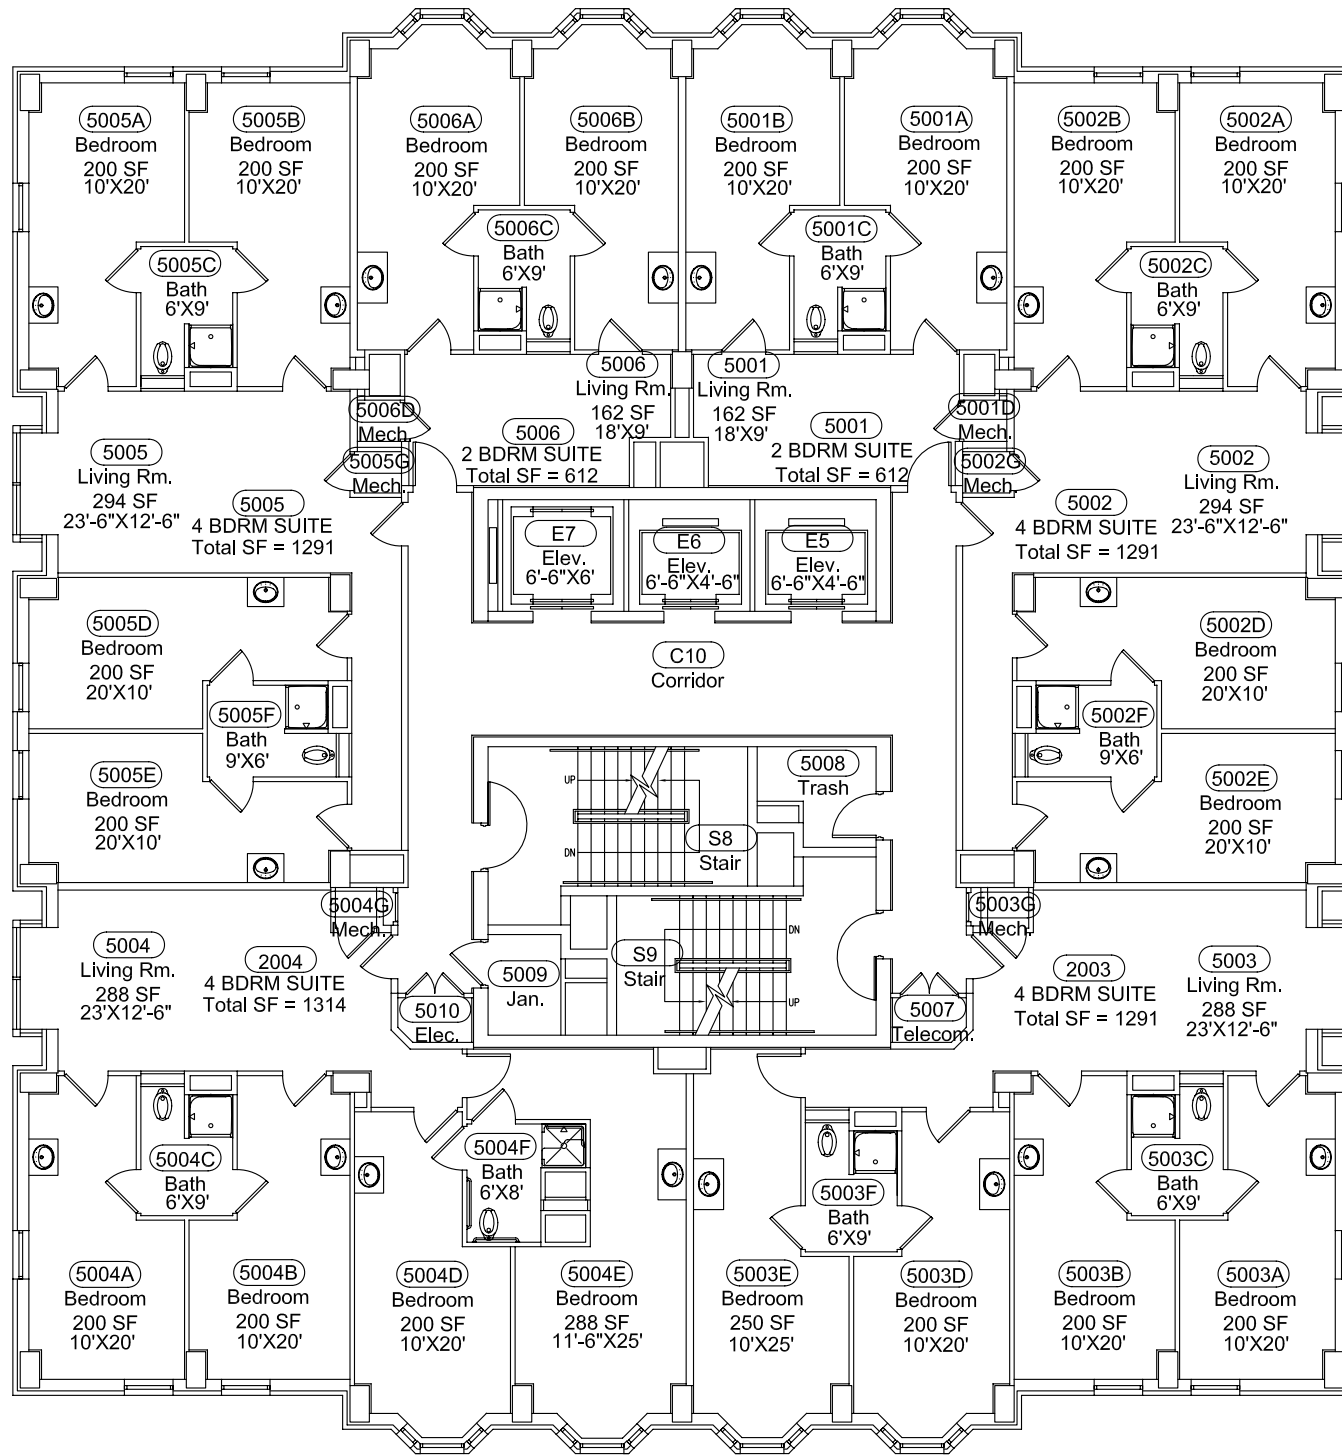 5005A
Bedroom
200 SF
10'X20'
5005B
Bedroom
200 SF
10'X20'
5006A
Bedroom
200 SF
10'X20'
5006B
Bedroom
200 SF
10'X20'
5001B
Bedroom
200 SF
10'X20'
5001A
Bedroom
200 SF
10'X20'
5002B
Bedroom
200 SF
10'X20'
5002A
Bedroom
200 SF
10'X20'
5005C
Bath
6'X9'
5006C
Bath
6'X9'
5001C
Bath
6'X9'
5002C
Bath
6'X9'
5006
Living Rm.
162 SF
18'X9'
5001
Living Rm.
162 SF
18'X9'
5006D
Mech.
5005G
Mech.
5006
2 BDRM SUITE
Total SF = 612
5001
2 BDRM SUITE
Total SF = 612
5001D
Mech.
5002G
Mech.
5005
Living Rm.
294 SF
23'-6"X12'-6"
5005
4 BDRM SUITE
Total SF = 1291
5002
4 BDRM SUITE
Total SF = 1291
5002
Living Rm.
294 SF
23'-6"X12'-6"
E7
Elev.
6'-6"X6'
E6
Elev.
6'-6"X4'-6"
E5
Elev.
6'-6"X4'-6"
5005D
Bedroom
200 SF
20'X10'
5005F
Bath
9'X6'
5005E
Bedroom
200 SF
20'X10'
C10
Corridor
5002D
Bedroom
200 SF
20'X10'
5002F
Bath
9'X6'
5002E
Bedroom
200 SF
20'X10'
UP
DN
S8
Stair
5008
Trash
S9
Stair
DN
UP
5009
Jan.
5010
Elec.
5007
Telecom.
5004G
Mech.
5003G
Mech.
5004
Living Rm.
288 SF
23'X12'-6"
2004
4 BDRM SUITE
Total SF = 1314
2003
4 BDRM SUITE
Total SF = 1291
5003
Living Rm.
288 SF
23'X12'-6"
5004C
Bath
6'X9'
5004F
Bath
6'X8'
5003F
Bath
6'X9'
5003C
Bath
6'X9'
5004A
Bedroom
200 SF
10'X20'
5004B
Bedroom
200 SF
10'X20'
5004D
Bedroom
200 SF
10'X20'
5004E
Bedroom
288 SF
11'-6"X25'
5003E
Bedroom
250 SF
10'X25'
5003D
Bedroom
200 SF
10'X20'
5003B
Bedroom
200 SF
10'X20'
5003A
Bedroom
200 SF
10'X20'